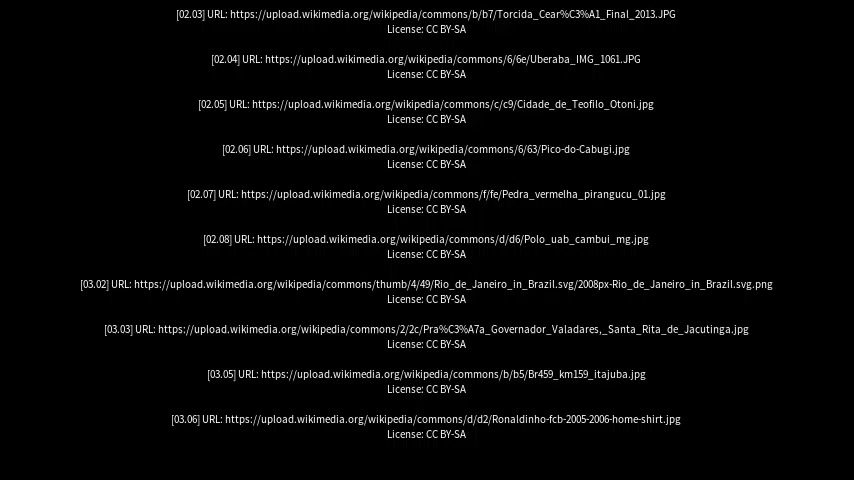 [02.03] URL: https://upload.wikimedia.org/wikipedia/commons/b/b7/Torcida_Cear%C3%A1_Final_2013.JPG
License: CC BY-SA
[02.04] URL: https://upload.wikimedia.org/wikipedia/commons/6/6e/Uberaba_IMG_1061.JPG
License: CC BY-SA
[02.05] URL: https://upload.wikimedia.org/wikipedia/commons/c/c9/Cidade_de_Teofilo_Otoni.jpg
License: CC BY-SA
[02.06] URL: https://upload.wikimedia.org/wikipedia/commons/6/63/Pico-do-Cabugi.jpg
License: CC BY-SA
[02.07] URL: https://upload.wikimedia.org/wikipedia/commons/f/fe/Pedra_vermelha_pirangucu_01.jpg
License: CC BY-SA
[02.08] URL: https://upload.wikimedia.org/wikipedia/commons/d/d6/Polo_uab_cambui_mg.jpg
License: CC BY-SA
[03.02] URL: https://upload.wikimedia.org/wikipedia/commons/thumb/4/49/Rio_de_Janeiro_in_Brazil.svg/2008px-Rio_de_Janeiro_in_Brazil.svg.png
License: CC BY-SA
[03.03] URL: https://upload.wikimedia.org/wikipedia/commons/2/2c/Pra%C3%A7a_Governador_Valadares,_Santa_Rita_de_Jacutinga.jpg
License: CC BY-SA
[03.05] URL: https://upload.wikimedia.org/wikipedia/commons/b/b5/Br459_km159_itajuba.jpg
License: CC BY-SA
[03.06] URL: https://upload.wikimedia.org/wikipedia/commons/d/d2/Ronaldinho-fcb-2005-2006-home-shirt.jpg
License: CC BY-SA